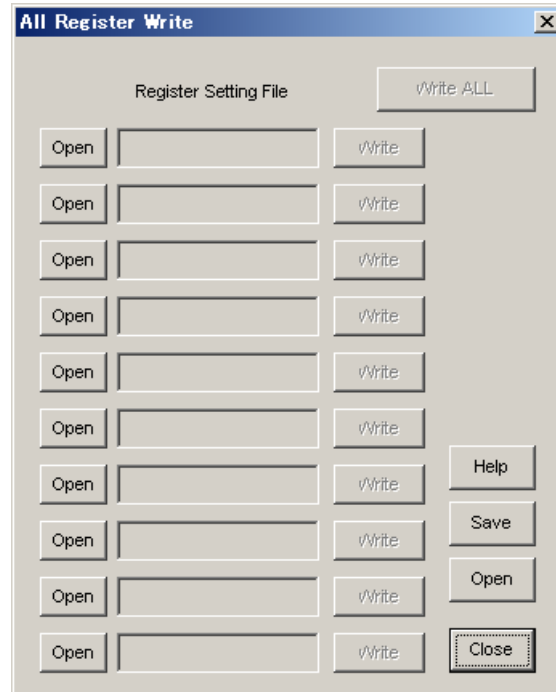 All Register Write
Register Setting File Write ALL
Open Write
Open Write
Open Write
Open Write
Open Write
Open Write
Help
Open Write
Save
Open Write
Open
Open Write
Open Write Close